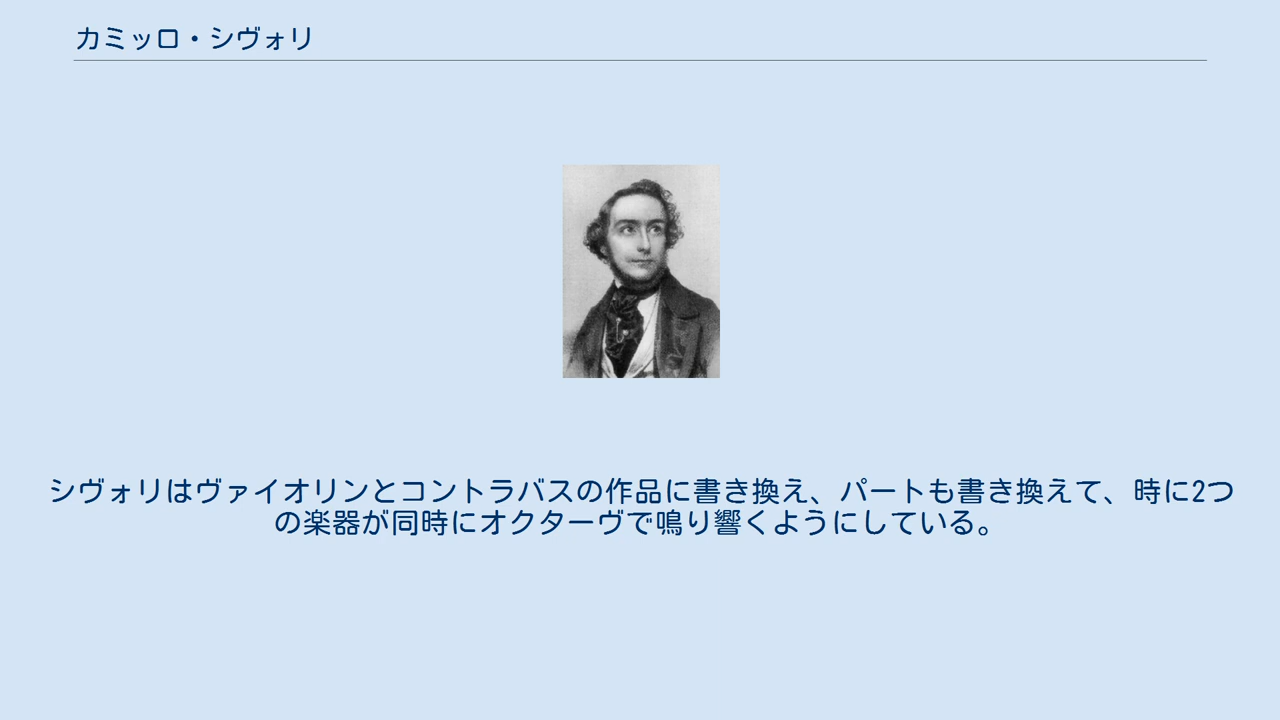 カミッロ・シヴォリ
シヴォリはヴァイオリンとコントラバスの作品に書き換え、パートも書き換えて、時に2つ
の楽器が同時にオクターヴで鳴り響くようにしている。